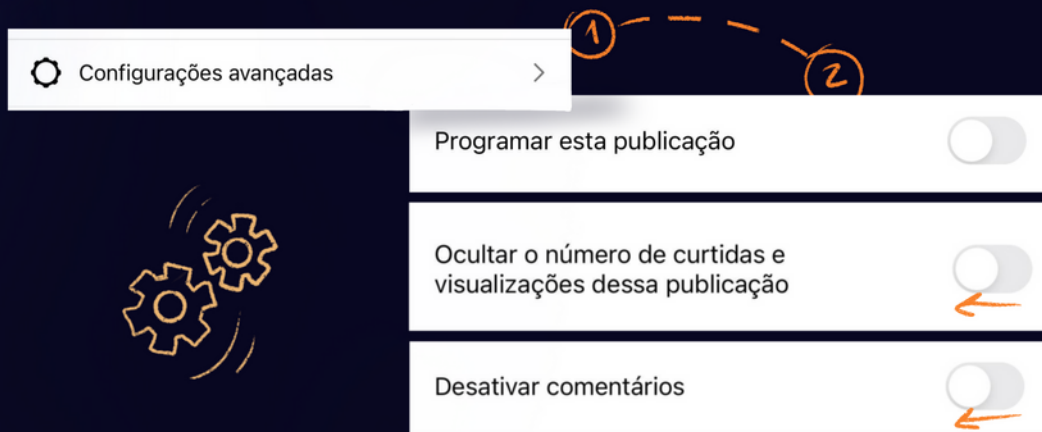 1
Configurações avançadas
2
Programar esta publicação
Ocultar o número de curtidas e
visualizações dessa publicação
Desativar comentários